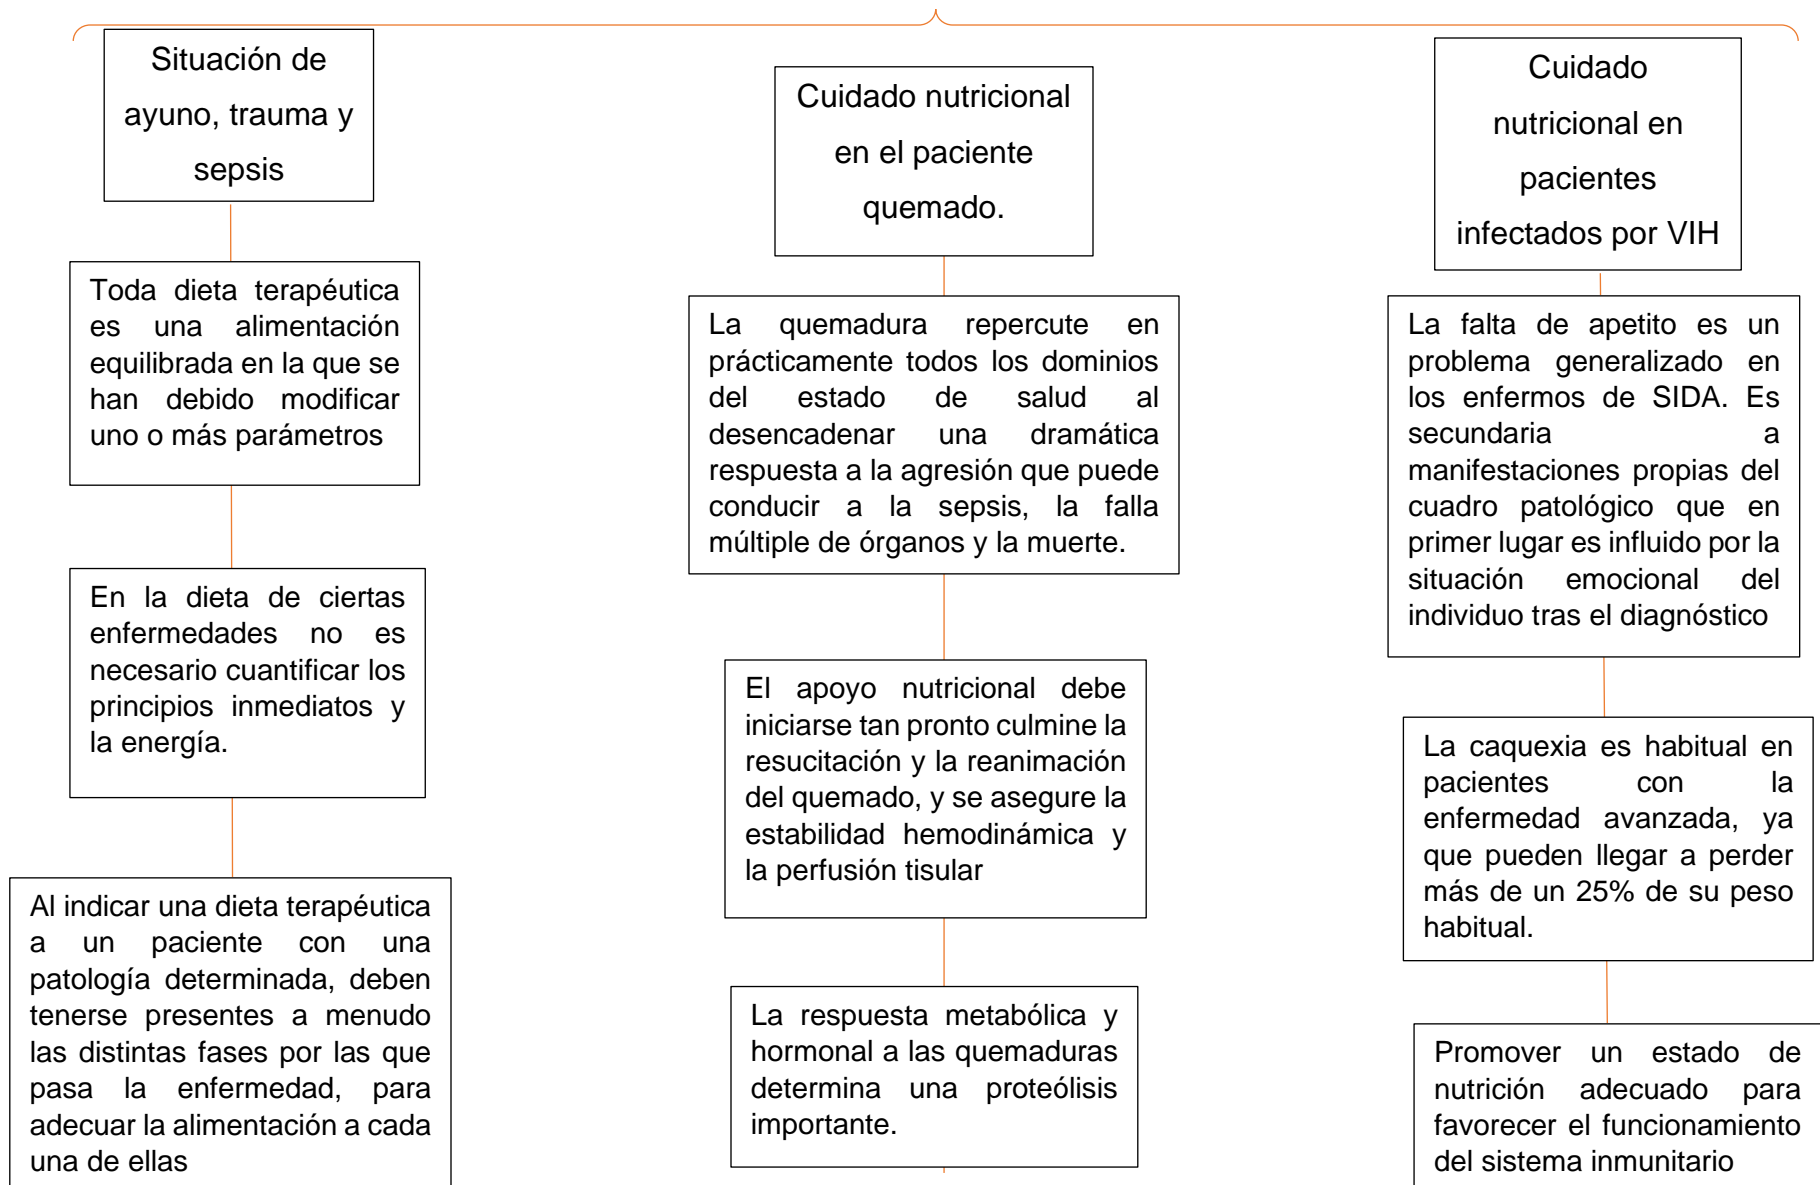 Situación de
ayuno, trauma y
sepsis
Toda dieta terapéutica
es una alimentación
equilibrada en la que se
han debido modificar
uno o más parámetros
En la dieta de ciertas
enfermedades no es
necesario cuantificar los
principios inmediatos y
la energía.
Al indicar una dieta terapéutica
a un paciente con una
patología determinada, deben
tenerse presentes a menudo
las distintas fases por las que
pasa la enfermedad, para
adecuar la alimentación a cada
una de ellas
Cuidado nutricional
en el paciente
quemado.
La quemadura repercute en
prácticamente todos los dominios
del estado de salud al
desencadenar una dramática
respuesta a la agresión que puede
conducir a la sepsis, la falla
múltiple de órganos y la muerte.
El apoyo nutricional debe
iniciarse tan pronto culmine la
resucitación y la reanimación
del quemado, y se asegure la
estabilidad hemodinámica y
la perfusión tisular
La respuesta metabólica y
hormonal a las quemaduras
determina una proteólisis
importante.
Cuidado
nutricional en
pacientes
infectados por VIH
La falta de apetito es un
problema generalizado en
los enfermos de SIDA. Es
secundaria a
manifestaciones propias del
cuadro patológico que en
primer lugar es influido por la
situación emocional del
individuo tras el diagnóstico
La caquexia es habitual en
pacientes con la
enfermedad avanzada, ya
que pueden llegar a perder
más de un 25% de su peso
habitual.
Promover un estado de
nutrición adecuado para
favorecer el funcionamiento
del sistema inmunitario